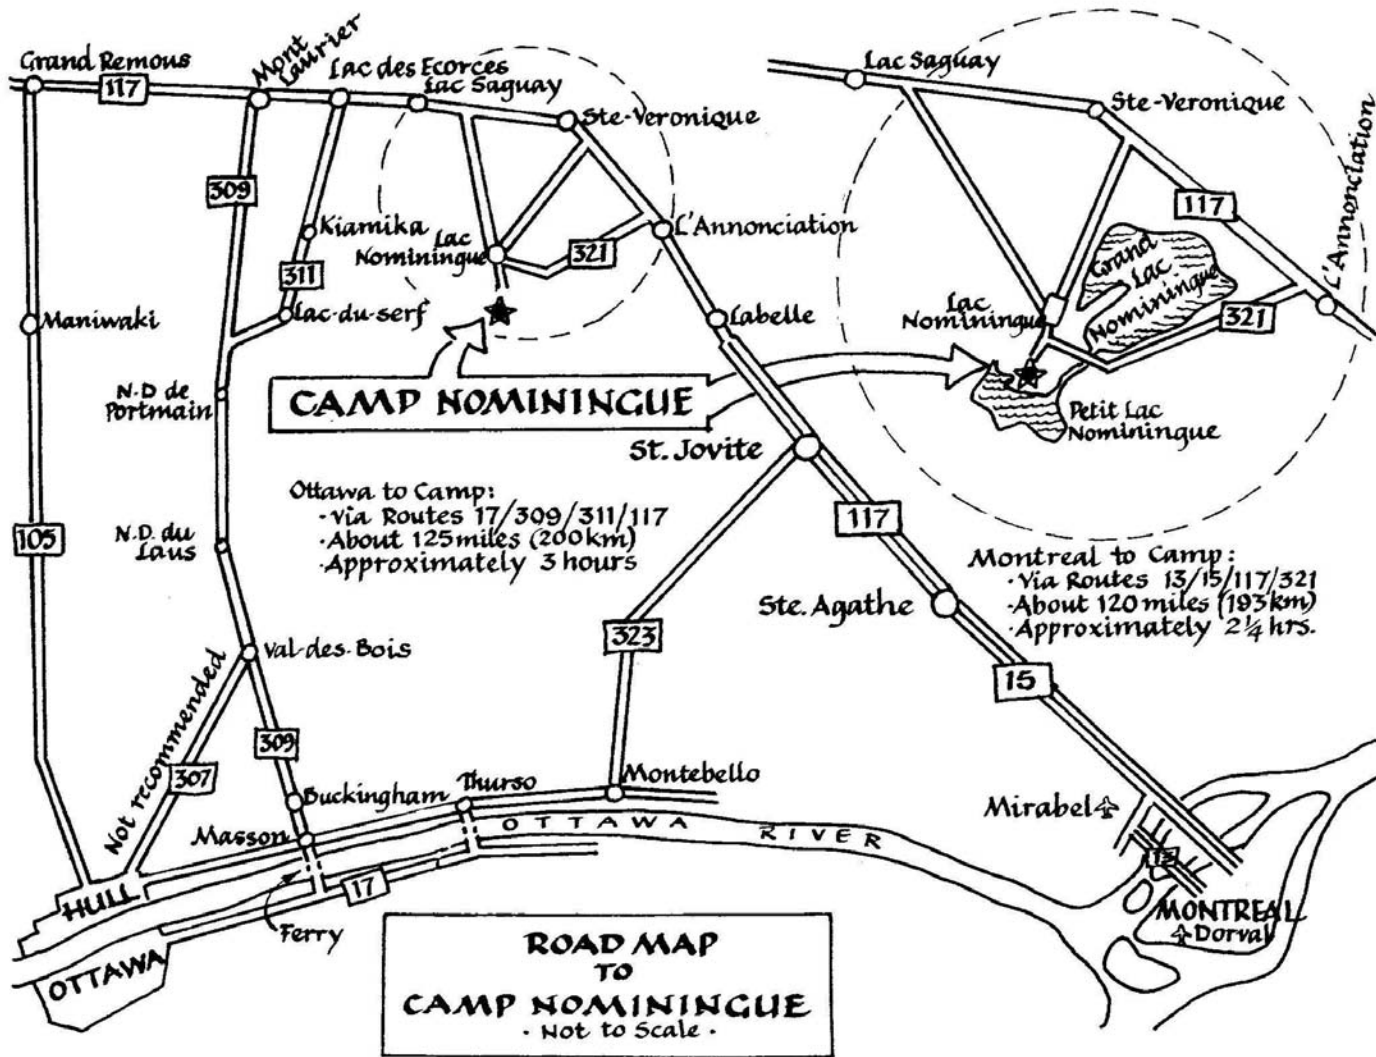 Grand Remous
117
Mont
Laurier
Lac des Ecorces
Lac Saguay
Ste-Veronique
309
Kiamika
311
Lac-du-serf
Lac
Nominingue
321
L'Annonciation
Labelle
Maniwaki
N.D de
Portmain
CAMP NOMININGUE
St. Jovite
Ottawa to Camp:
· Via Routes 17/309/311/117
· About 125 miles (200 km)
· Approximately 3 hours
105
N.D. du
Laus
117
Ste. Agathe
323
Val-des-Bois
Not recommended
307
309
15
Buckingham
Thurso
Montebello
Masson
OTTAWA RIVER
HULL
17
Ferry
OTTAWA
Mirabel
13
MONTREAL
Dorval
Lac Saguay
Ste-Veronique
117
L'Annonciation
Grand
Lac
Nominingue
Lac
Nominingue
321
Petit Lac
Nominingue
Montreal to Camp:
· Via Routes 13/15/117/321
· About 120 miles (193 km)
· Approximately 2¼ hrs.
ROAD MAP
TO
CAMP NOMININGUE
· Not to Scale ·